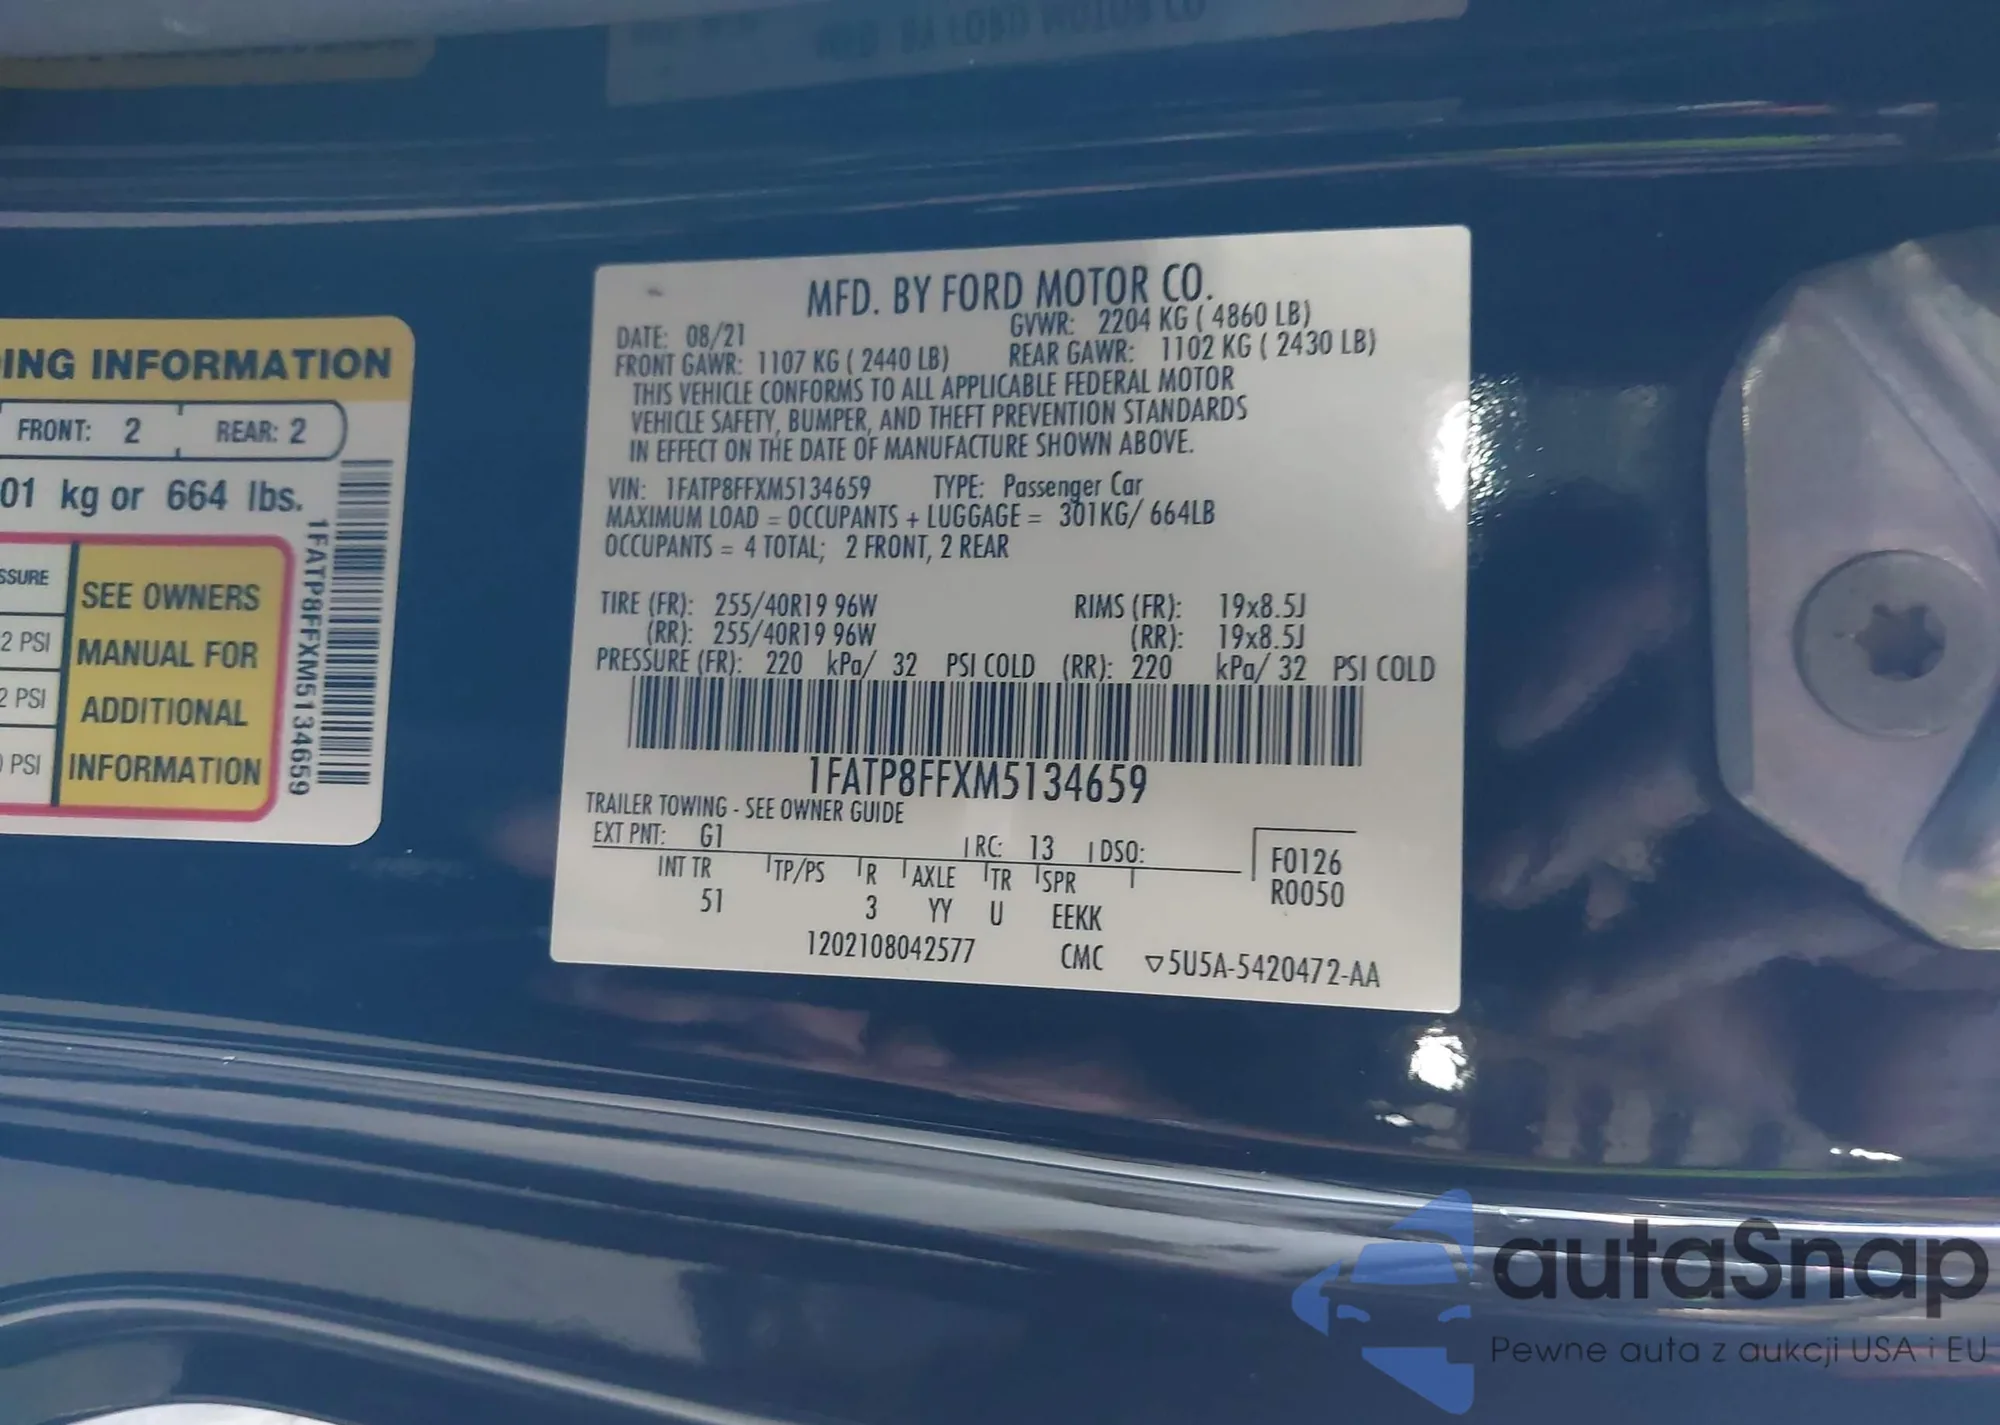 ING INFORMATION
FRONT: 2 REAR: 2
01 kg or 664 lbs.
SSURE
2 PSI
2 PSI
PSI
SEE OWNERS
MANUAL FOR
ADDITIONAL
INFORMATION
1FATP8FFXM5134659
MFD. BY FORD MOTOR CO.
DATE: 08/21 GVWR: 2204 KG ( 4860 LB)
FRONT GAWR: 1107 KG ( 2440 LB) REAR GAWR: 1102 KG ( 2430 LB)
THIS VEHICLE CONFORMS TO ALL APPLICABLE FEDERAL MOTOR
VEHICLE SAFETY, BUMPER, AND THEFT PREVENTION STANDARDS
IN EFFECT ON THE DATE OF MANUFACTURE SHOWN ABOVE.
VIN: 1FATP8FFXM5134659 TYPE: Passenger Car
MAXIMUM LOAD = OCCUPANTS + LUGGAGE = 301KG/ 664LB
OCCUPANTS = 4 TOTAL; 2 FRONT, 2 REAR
TIRE (FR): 255/40R19 96W RIMS (FR): 19x8.5J
(RR): 255/40R19 96W (RR): 19x8.5J
PRESSURE (FR): 220 kPa/ 32 PSI COLD (RR): 220 kPa/ 32 PSI COLD
1FATP8FFXM5134659
TRAILER TOWING - SEE OWNER GUIDE
EXT PNT: G1 RC: 13 DSO:
INT TR TP/PS R AXLE TR SPR
51 3 YY U EEKK
F0126
R0050
1202108042577 CMC ▽5U5A-5420472-AA
autaSnap
Pewne auta z aukcji USA i EU